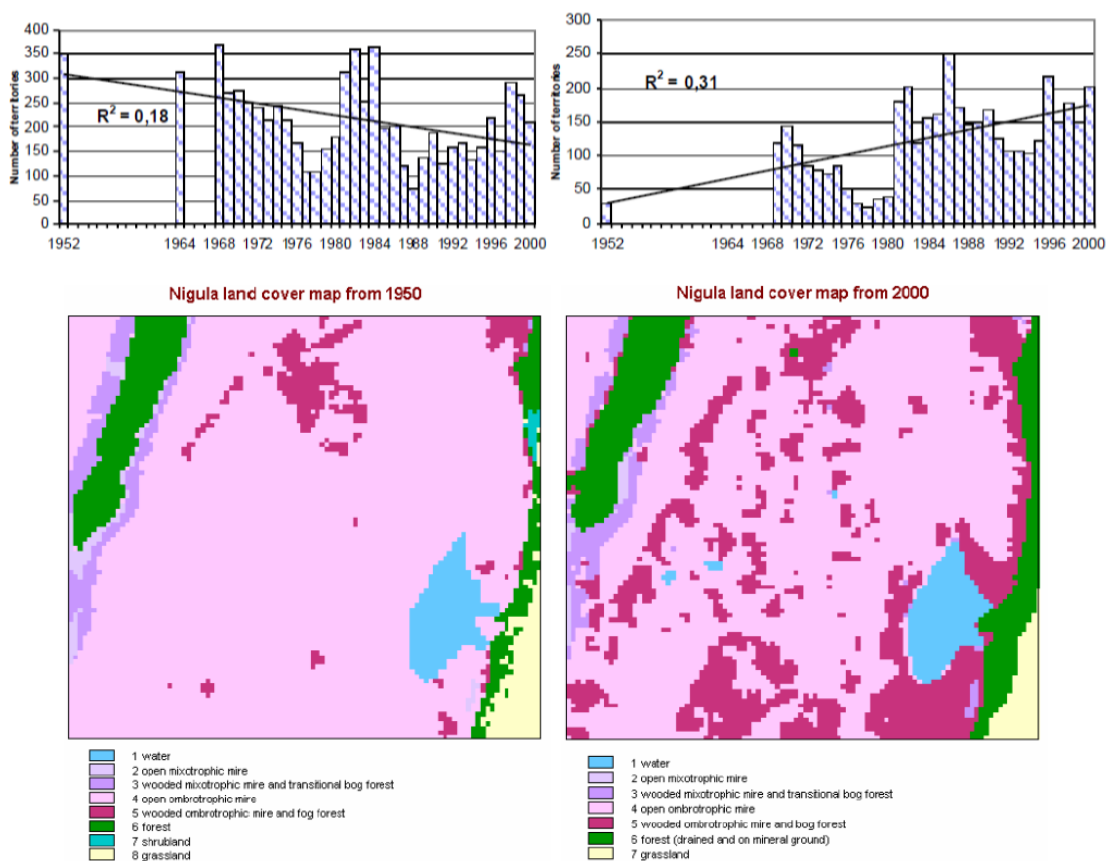 400
350
300
250
200
150
100
50
0
Number of territories
R² = 0,18
1952 1964 1968 1972 1976 1980 1984 1988 1992 1996 2000
300
250
200
150
100
50
0
Number of territories
R² = 0,31
1952 1964 1968 1972 1976 1980 1984 1988 1992 1996 2000
Nigula land cover map from 1950
1 water
2 open mixotrophic mire
3 wooded mixotrophic mire and transitional bog forest
4 open ombrotrophic mire
5 wooded ombrotrophic mire and fog forest
6 forest
7 shrubland
8 grassland
Nigula land cover map from 2000
1 water
2 open mixotrophic mire
3 wooded mixotrophic mire and transitional bog forest
4 open ombrotrophic mire
5 wooded ombrotrophic mire and bog forest
6 forest (drained and on mineral ground)
7 grassland